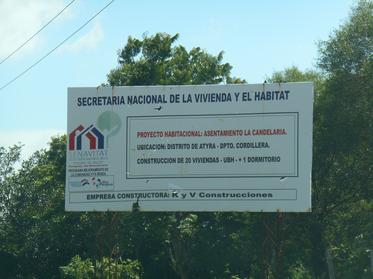 SECRETARIA NACIONAL DE LA VIVIENDA Y EL HABITAT
PROYECTO HABITACIONAL: ASENTAMIENTO LA CANDELARIA.
UBICACION: DISTRITO DE ATYRA - DPTO. CORDILLERA.
CONSTRUCCION DE 20 VIVIENDAS - UBH - + 1 DORMITORIO
SENAVITAT
EMPRESA CONSTRUCTORA: K y V Construcciones